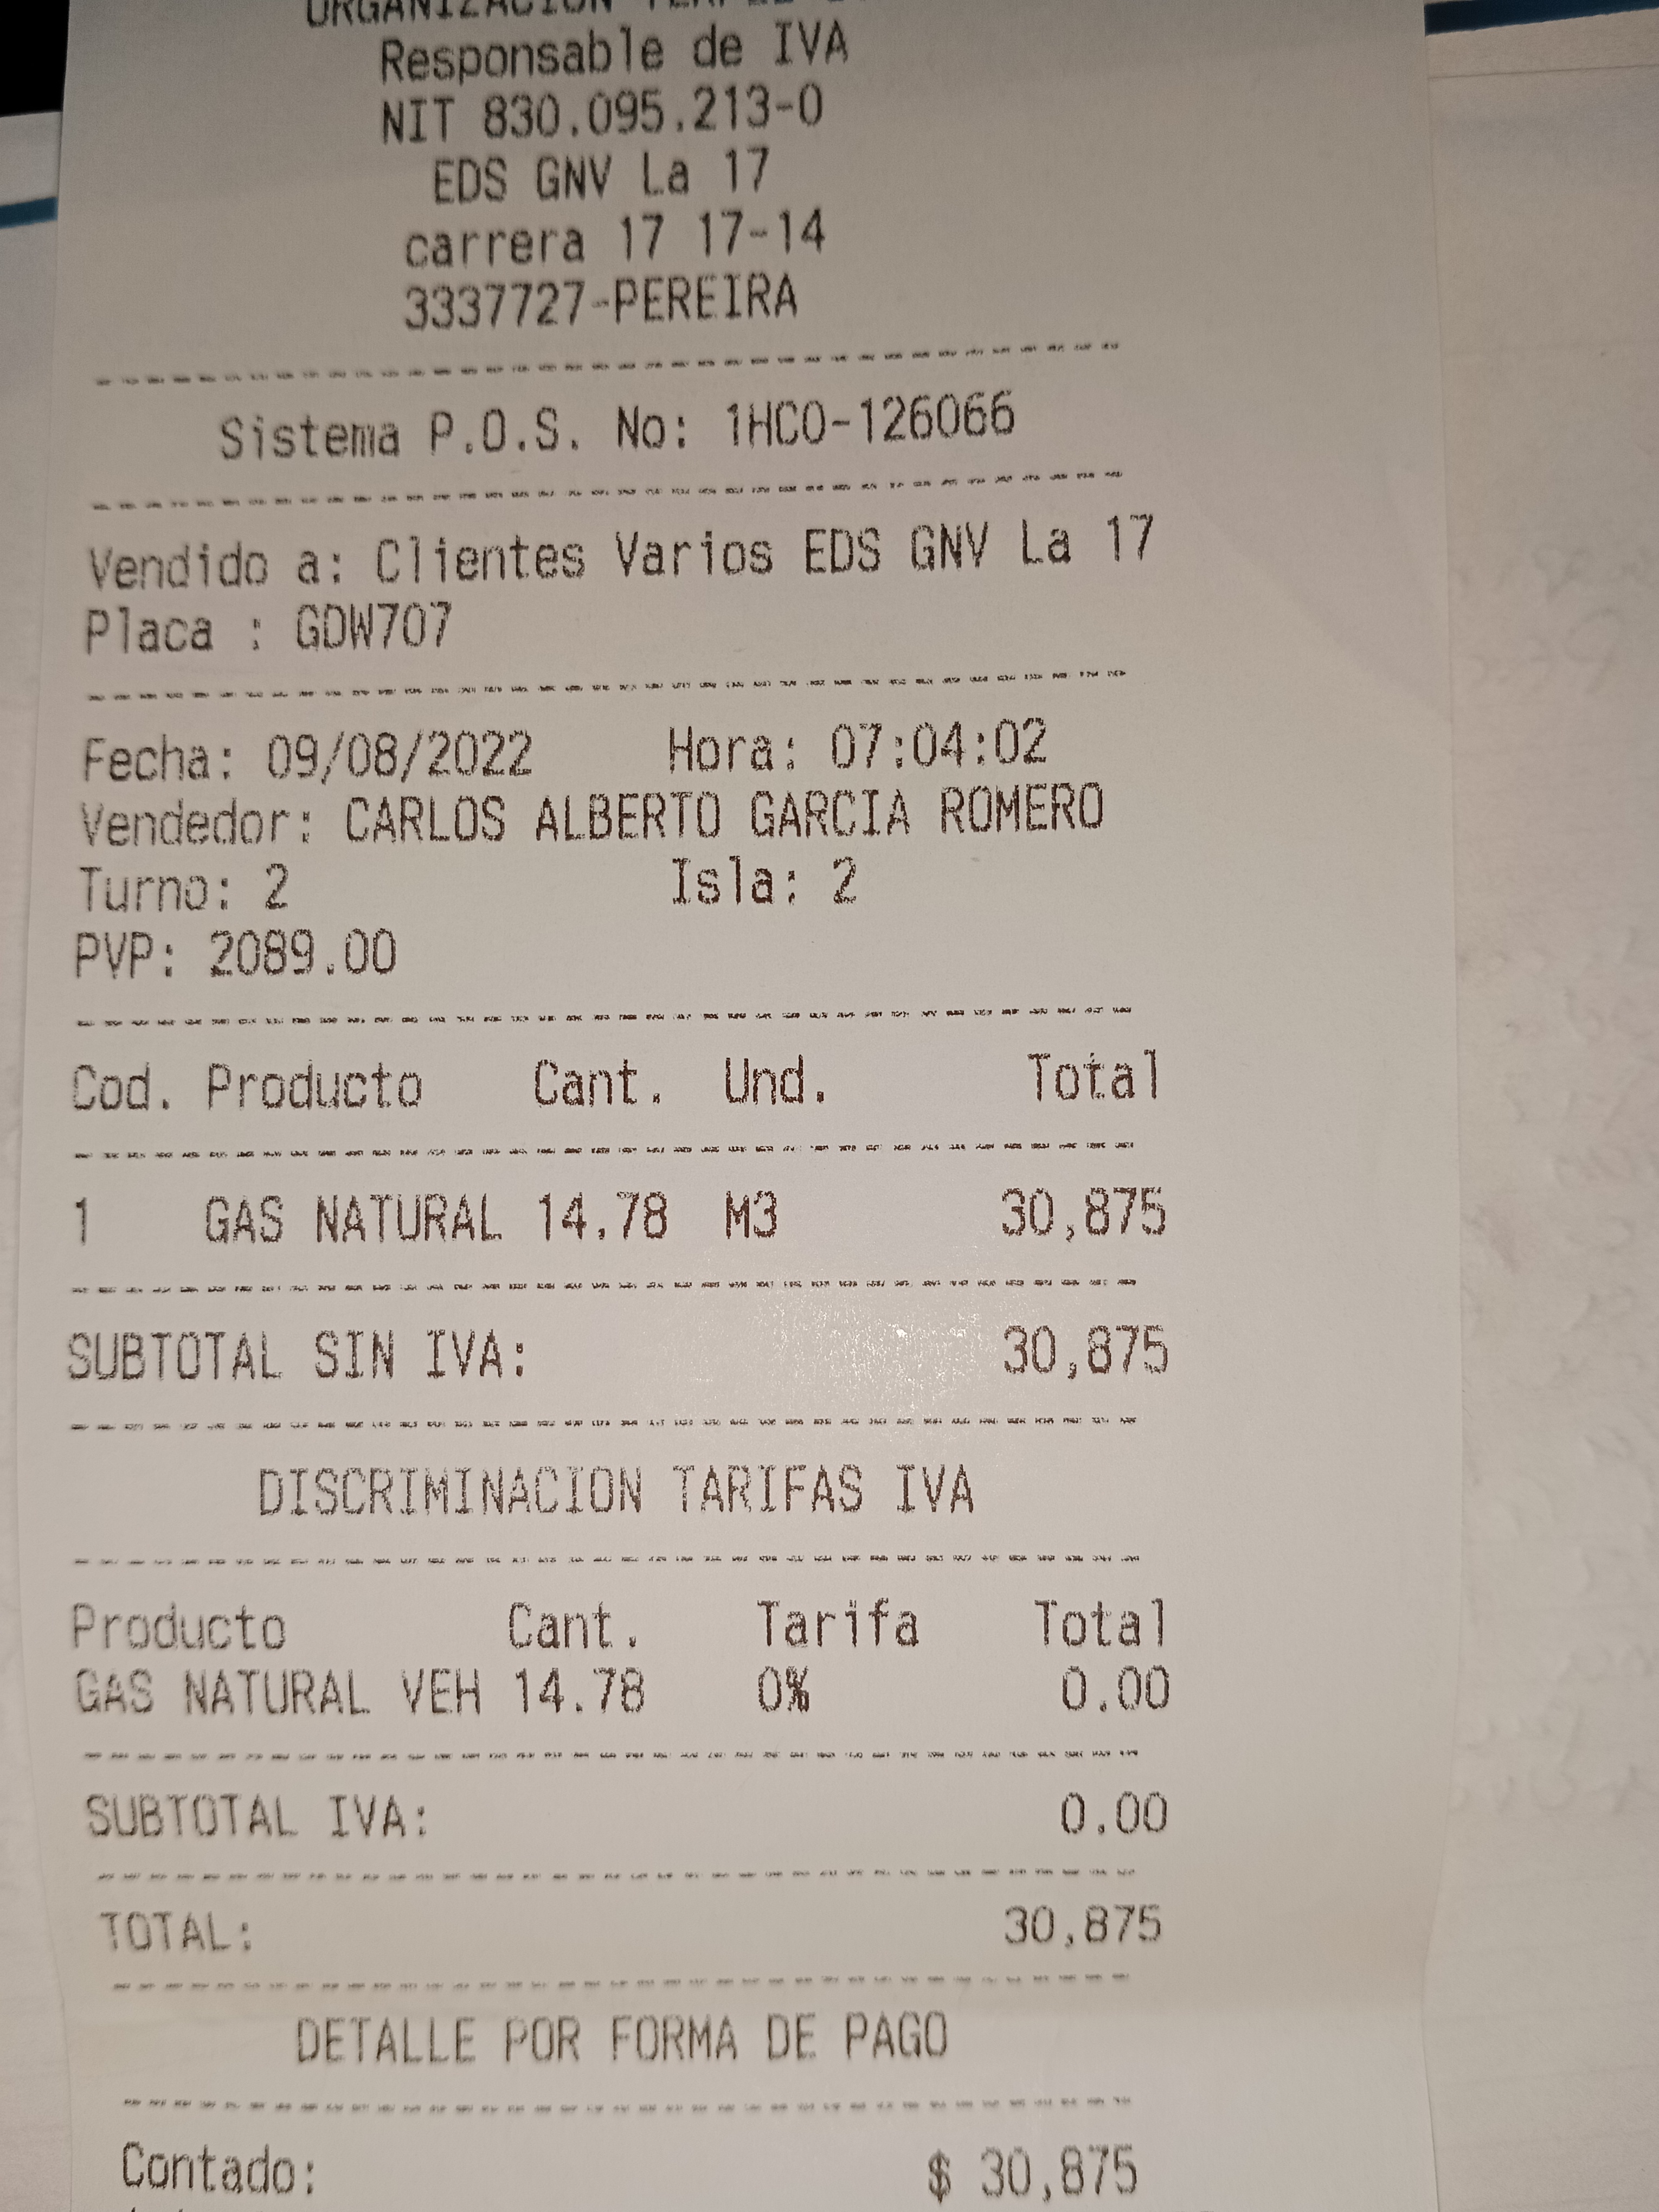 ORGANIZACION
Responsable de IVA
NIT 830.095.213-0
EDS GNV La 17
carrera 17 17-14
3337727-PEREIRA
Sistema P.O.S. No: 1HCO-126066
Vendido a: Clientes Varios EDS GNV La 17
Placa : GDW707
Fecha: 09/08/2022 Hora: 07:04:02
Vendedor: CARLOS ALBERTO GARCIA ROMERO
Turno: 2 Isla: 2
PVP: 2089.00
Cod. Producto Cant. Und. Total
1 GAS NATURAL 14.78 M3 30,875
SUBTOTAL SIN IVA: 30,875
DISCRIMINACION TARIFAS IVA
Producto Cant. Tarifa Total
GAS NATURAL VEH 14.78 0% 0.00
SUBTOTAL IVA: 0.00
TOTAL: 30,875
DETALLE POR FORMA DE PAGO
Contado: $ 30,875